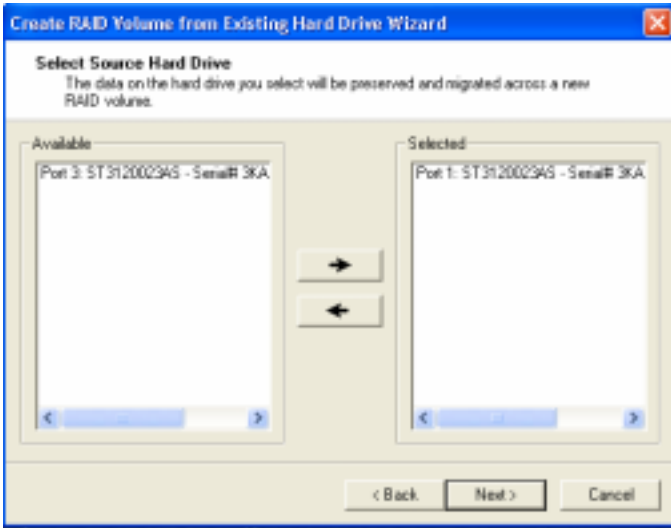 Create RAID Volume from Existing Hard Drive Wizard
Select Source Hard Drive
The data on the hard drive you select will be preserved and migrated across a new
RAID volume.
Available
Selected
Port 3: ST3120023AS - Serial# 3KA
Port 1: ST3120023AS - Serial# 3KA
< Back
Next >
Cancel